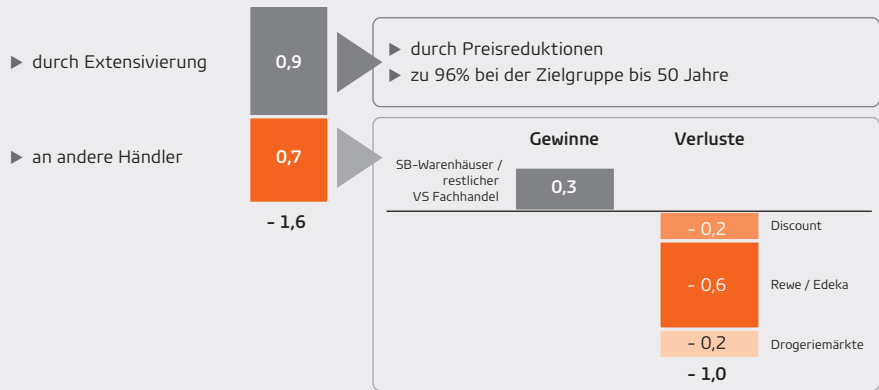 ▶ durch Extensivierung
0,9
▶ durch Preisreduktionen
▶ zu 96% bei der Zielgruppe bis 50 Jahre
▶ an andere Händler
0,7
- 1,6
Gewinne
Verluste
SB-Warenhäuser /
restlicher
VS Fachhandel
0,3
- 0,2
Discount
- 0,6
Rewe / Edeka
- 0,2
Drogeriemärkte
- 1,0